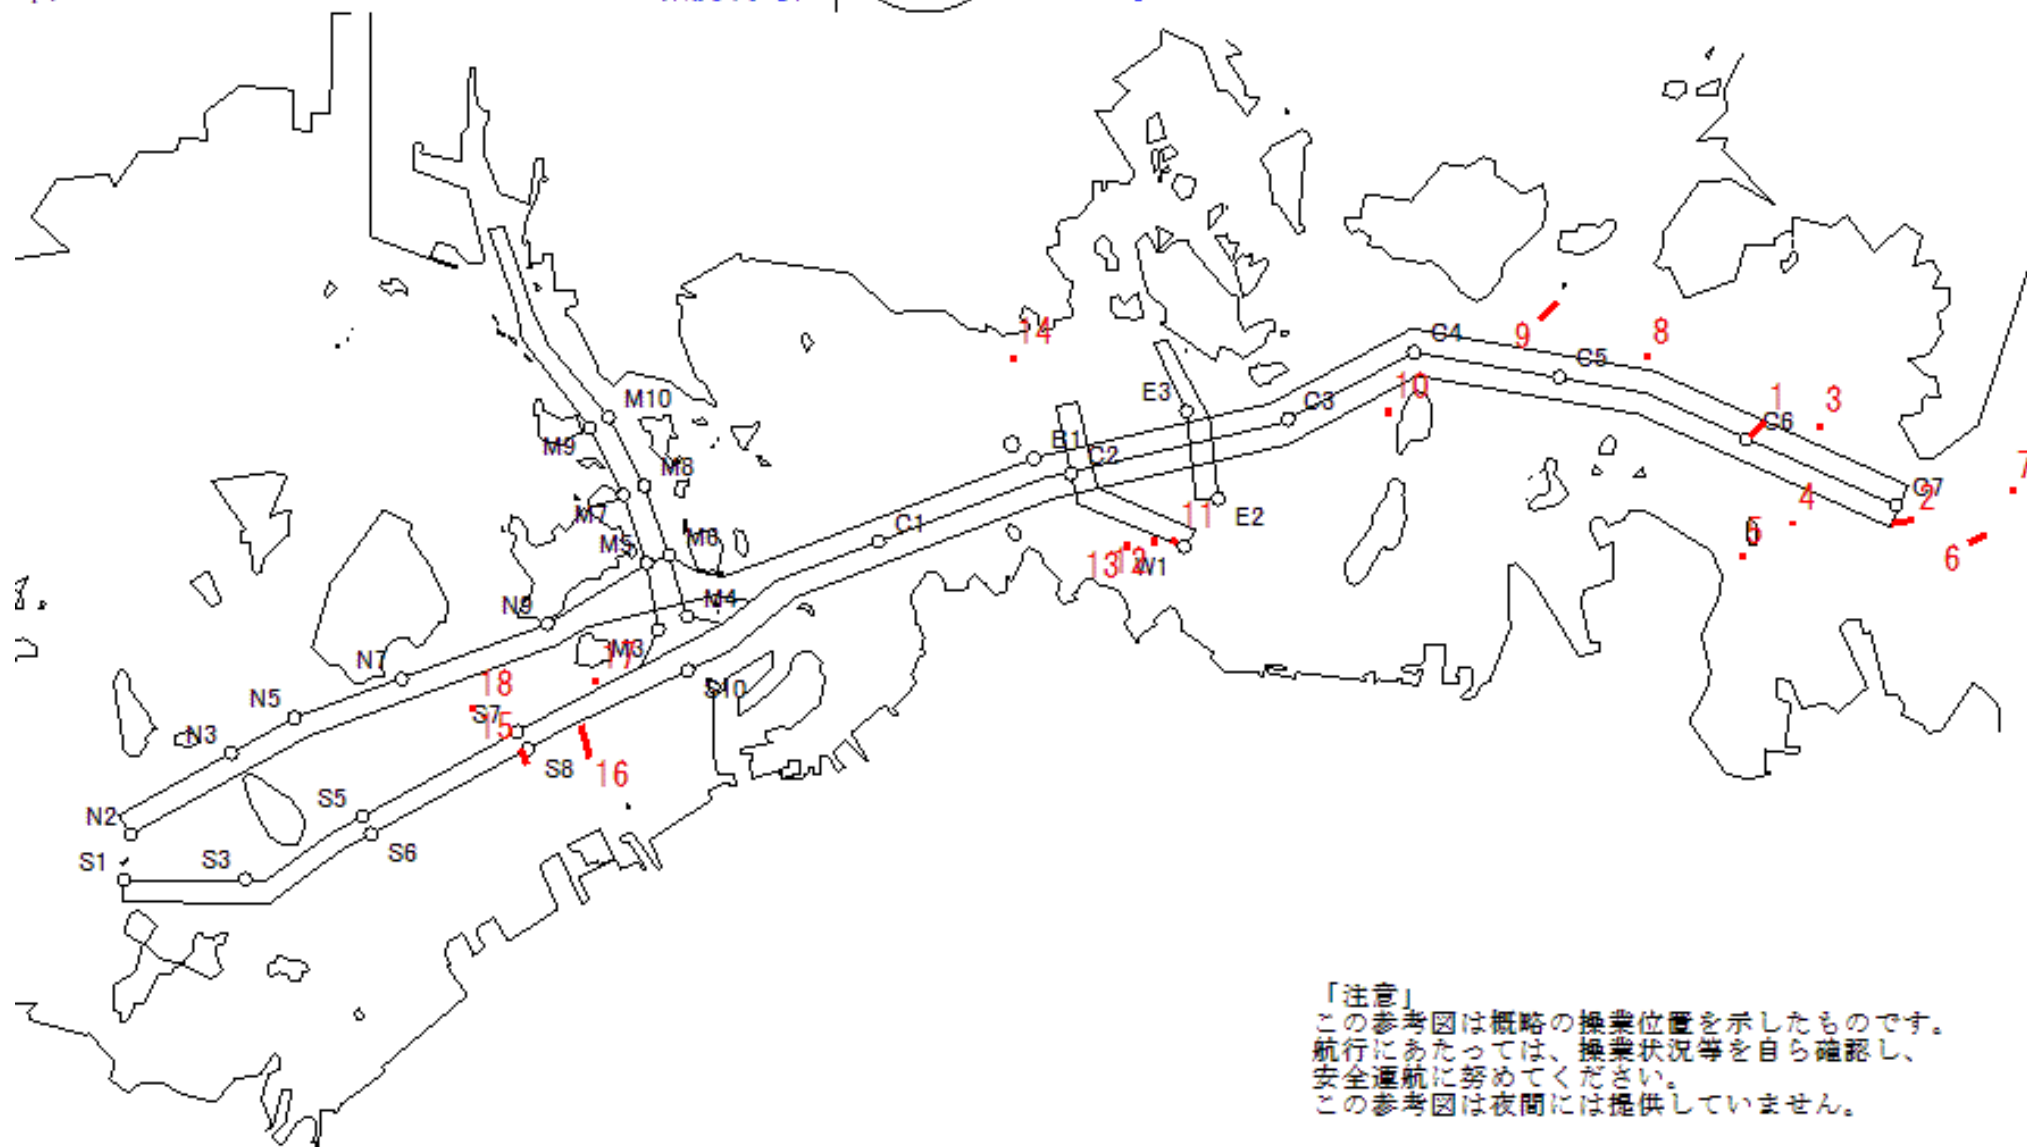 14
C4
9
8
C5
E3
10
1
3
M10
C3
C6
M9
B1
C2
M8
7
C7
M7
11
E2
4
2
C1
5
M5
M6
13
12
W1
6
N9
M4
M3
17
N7
18
S10
N5
S7
15
N3
S8
16
S5
N2
S6
S1
S3
「注意」
この参考図は概略の操業位置を示したものです。
航行にあたっては、操業状況等を自ら確認し、
安全運航に努めてください。
この参考図は夜間には提供していません。